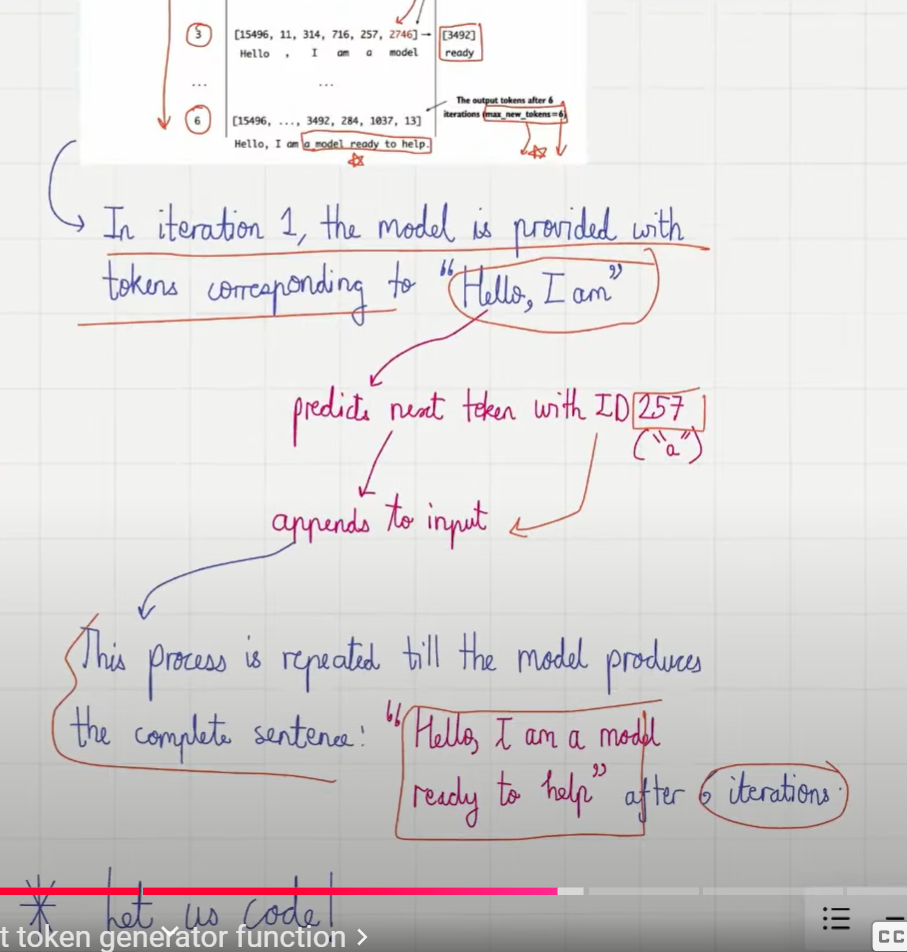 3
[15496, 11, 314, 716, 257, 2746] → [3492]
Hello , I am a model ready
...
...
The output tokens after 6
iterations (max_new_tokens=6)
6
[15496, ..., 3492, 284, 1037, 13]
Hello, I am a model ready to help.
In iteration 1, the model is provided with
tokens corresponding to "Hello, I am"
predicts next token with ID 257
("a")
appends to input
This process is repeated till the model produces
the complete sentence: "Hello, I am a model
ready to help" after 6 iterations.
* Let us code!
t token generator function >
CC